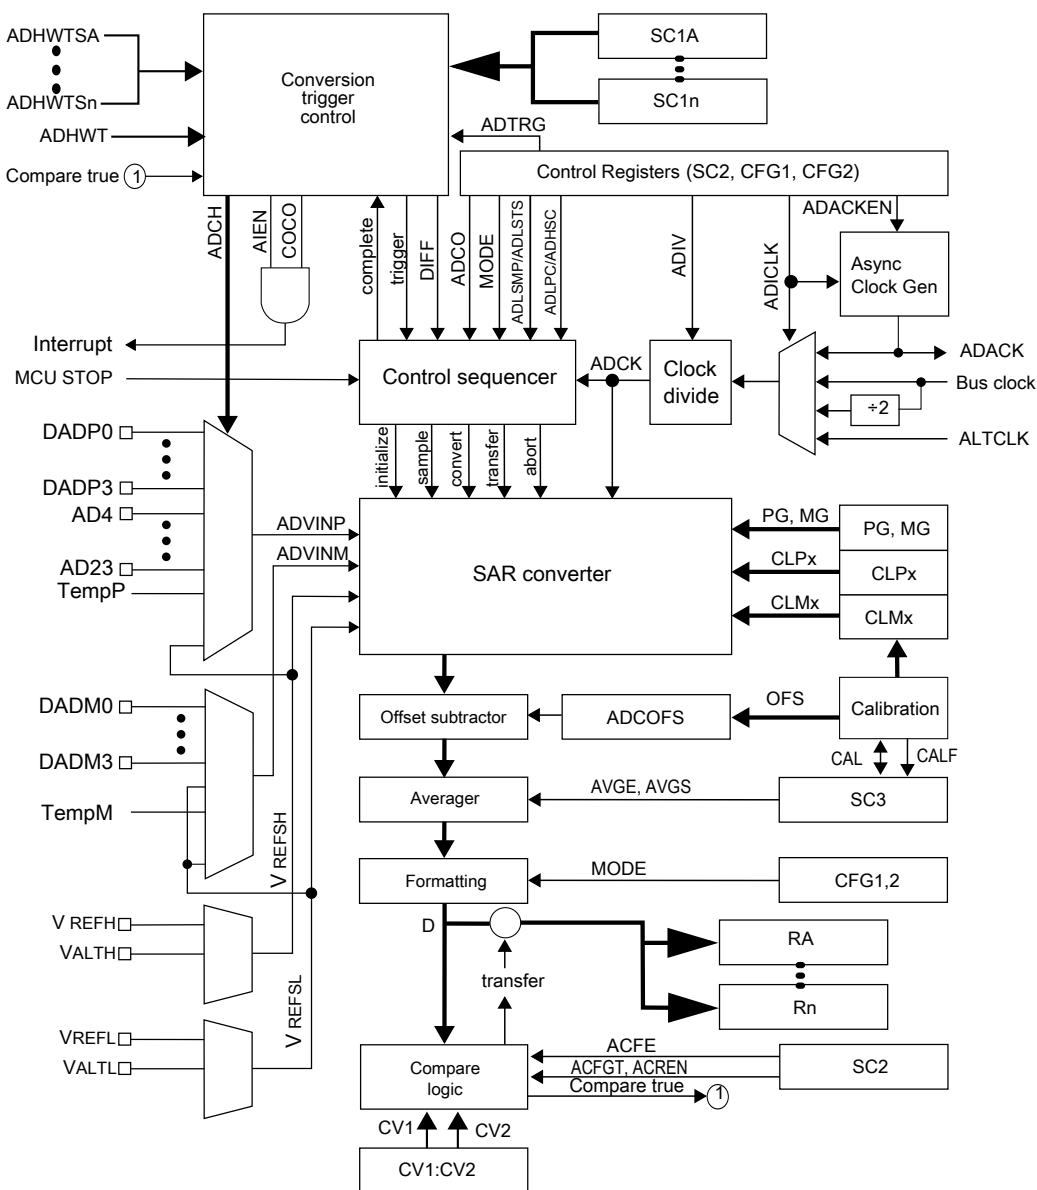 ADHWTSA
SC1A
Conversion
trigger
control
ADHWTSn
SC1n
ADHWT
ADTRG
Compare true 1
Control Registers (SC2, CFG1, CFG2)
ADCH
AIEN
COCO
complete
trigger
DIFF
ADCO
MODE
ADLSMP/ADLSTS
ADLPC/ADHSC
ADIV
ADICLK
ADACKEN
Async
Clock Gen
Interrupt
ADACK
MCU STOP
Control sequencer
ADCK
Clock
divide
Bus clock
÷2
ALTCLK
DADP0
initialize
sample
convert
transfer
abort
DADP3
AD4
ADVINP
PG, MG
PG, MG
ADVINM
AD23
TempP
SAR converter
CLPx
CLPx
CLMx
CLMx
DADM0
Offset subtractor
ADCOFS
OFS
Calibration
DADM3
CAL
CALF
TempM
Averager
AVGE, AVGS
SC3
V REFSH
Formatting
MODE
CFG1,2
V REFH
D
RA
VALTH
transfer
V REFSL
Rn
VREFL
VALTL
Compare
logic
ACFE
ACFGT, ACREN
SC2
Compare true
1
CV1
CV2
CV1:CV2